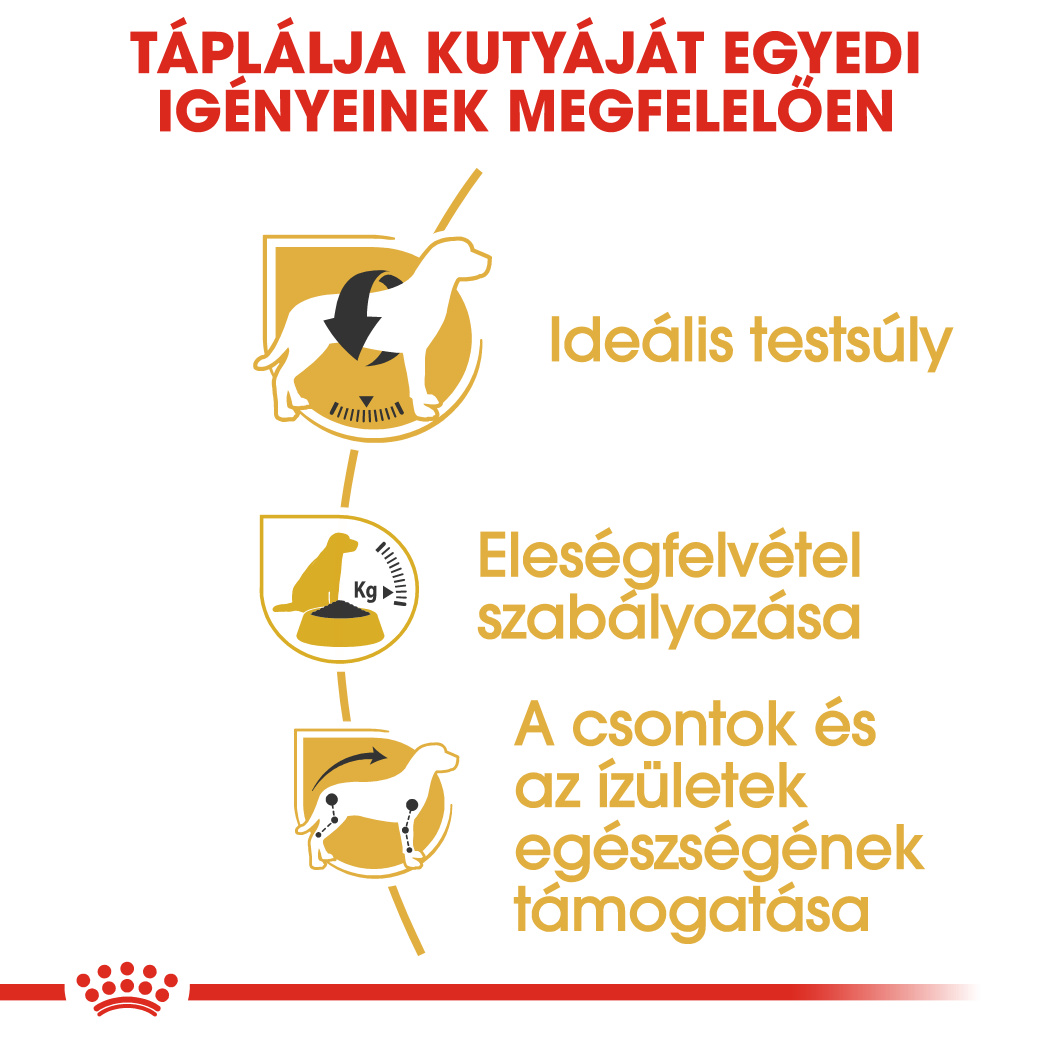 TÁPLÁLJA KUTYÁJÁT EGYEDI
IGÉNYEINEK MEGFELELŐEN
Ideális testsúly
Kg
Eleségfelvétel
szabályozása
A csontok és
az ízületek
egészségének
támogatása